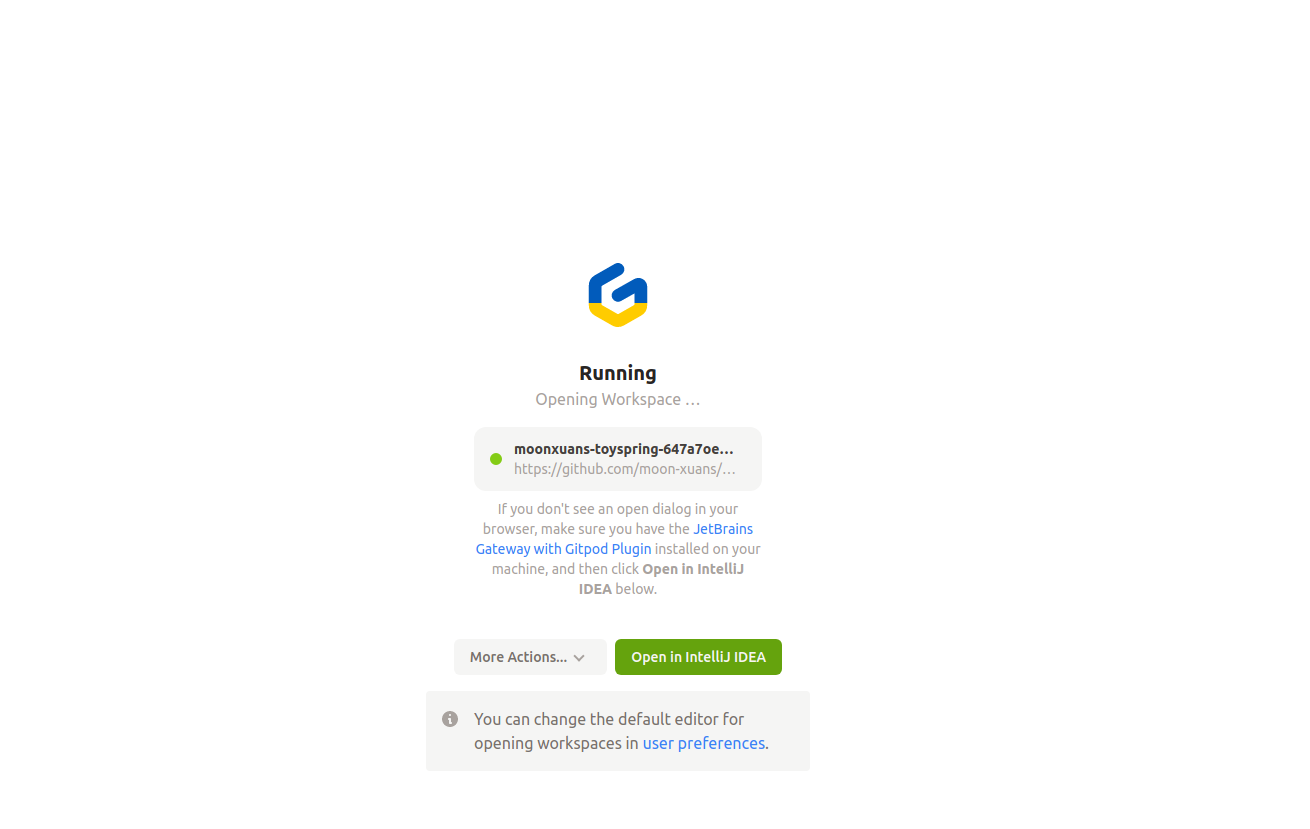 Running
Opening Workspace …
moonxuans-toyspring-647a7oe…
https://github.com/moon-xuans/…
If you don't see an open dialog in your
browser, make sure you have the JetBrains
Gateway with Gitpod Plugin installed on your
machine, and then click Open in IntelliJ
IDEA below.
More Actions...
Open in IntelliJ IDEA
You can change the default editor for
opening workspaces in user preferences.